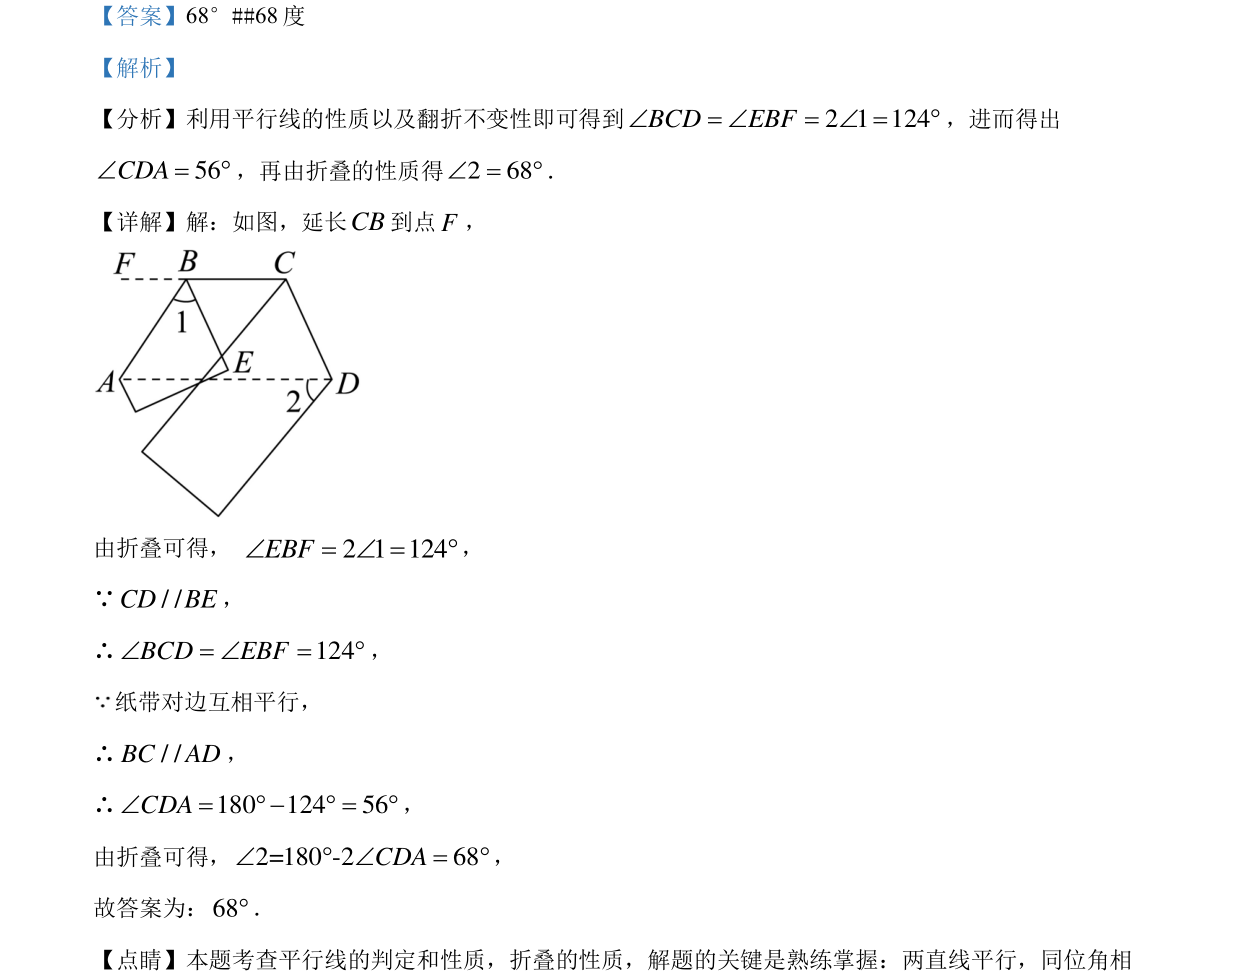 【答案】68°##68度
【解析】
【分析】利用平行线的性质以及翻折不变性即可得到∠BCD=∠EBF=2∠1=124°，进而得出
∠CDA=56°，再由折叠的性质得∠2=68°.
【详解】解：如图，延长CB到点F，
F B C
1
E
A D
2
由折叠可得， ∠EBF=2∠1=124°，
∵CD//BE，
∴∠BCD=∠EBF=124°，
∵纸带对边互相平行，
∴BC//AD，
∴∠CDA=180°−124°=56°，
由折叠可得，∠2=180°-2∠CDA=68°，
故答案为：68°.
【点睛】本题考查平行线的判定和性质，折叠的性质，解题的关键是熟练掌握：两直线平行，同位角相